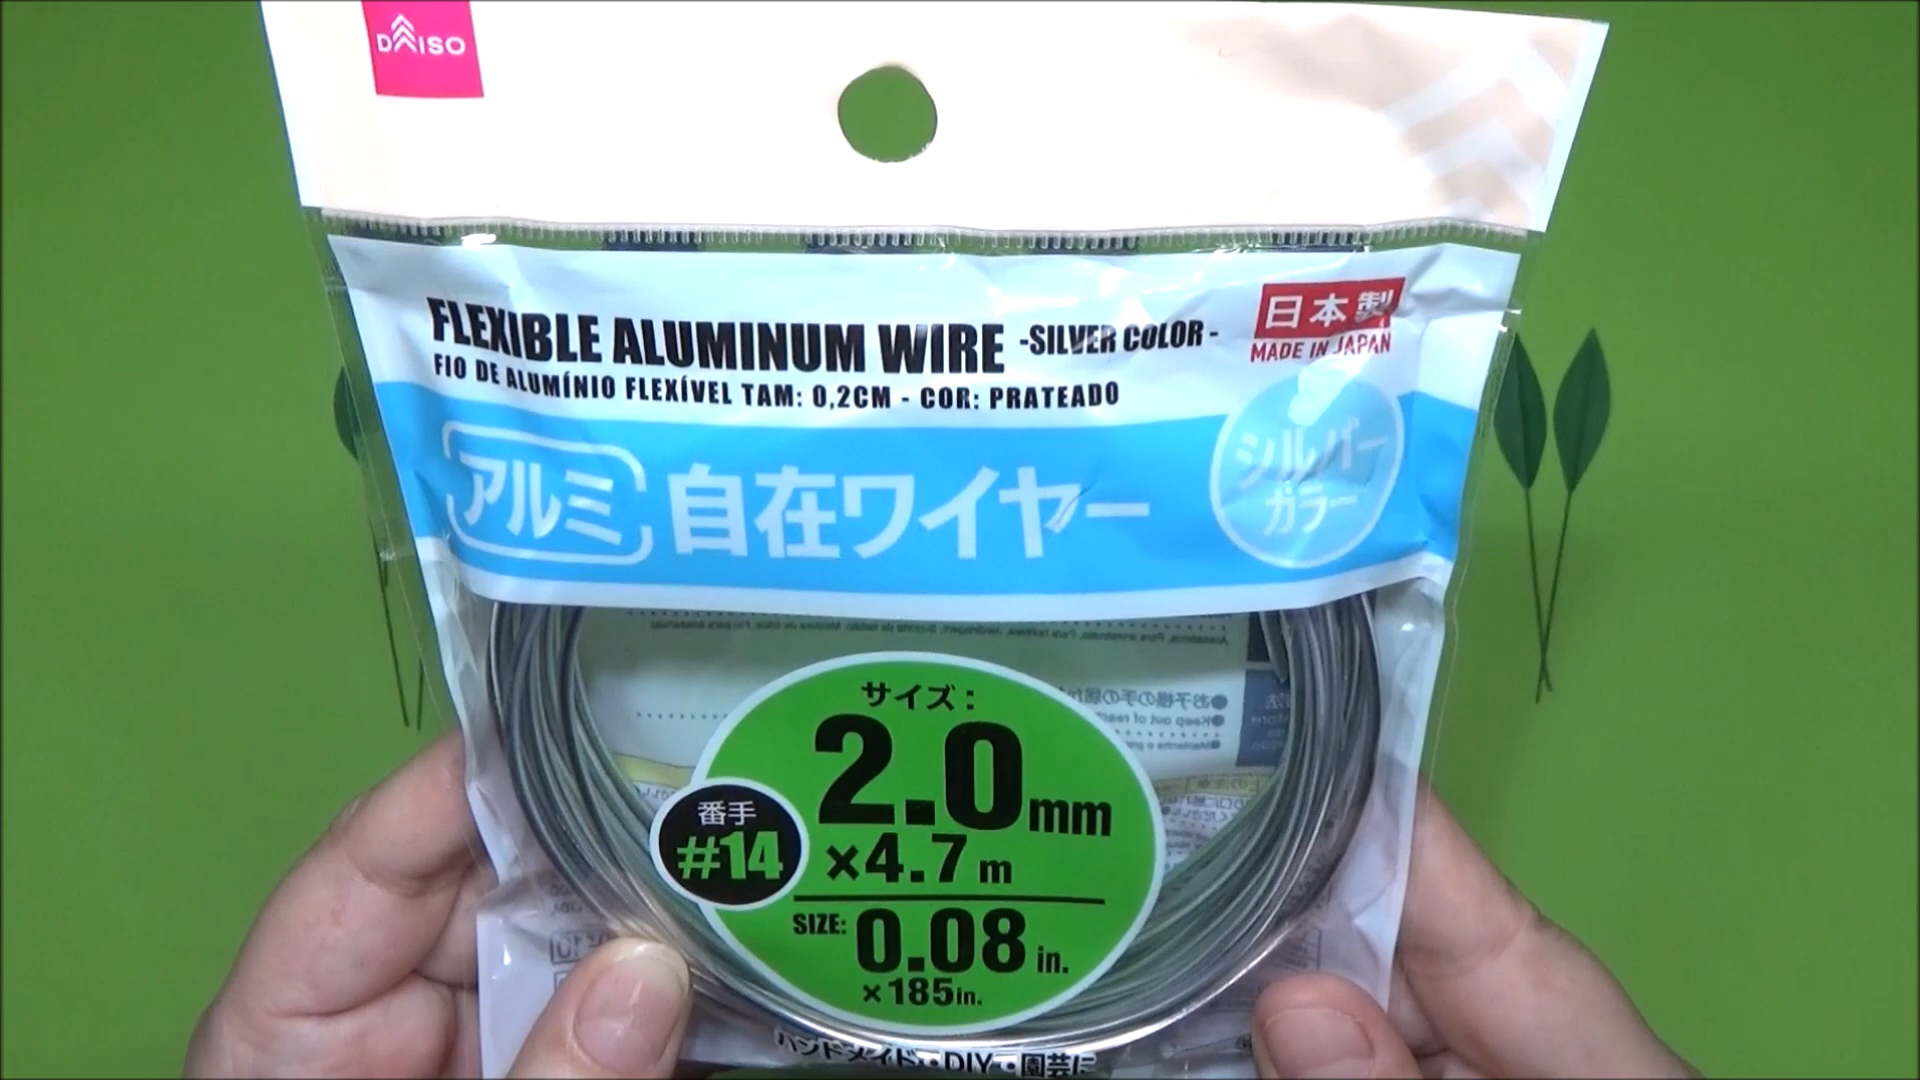 DAISO
FLEXIBLE ALUMINUM WIRE -SILVER COLOR-
FIO DE ALUMÍNIO FLEXÍVEL TAM: 0,2CM - COR: PRATEADO
日本製
MADE IN JAPAN
アルミ 自在ワイヤー
シルバー
カラー
サイズ:
2.0mm
×4.7m
番手
#14
SIZE: 0.08 in.
×185in.
ハンドメイド・DIY・園芸に